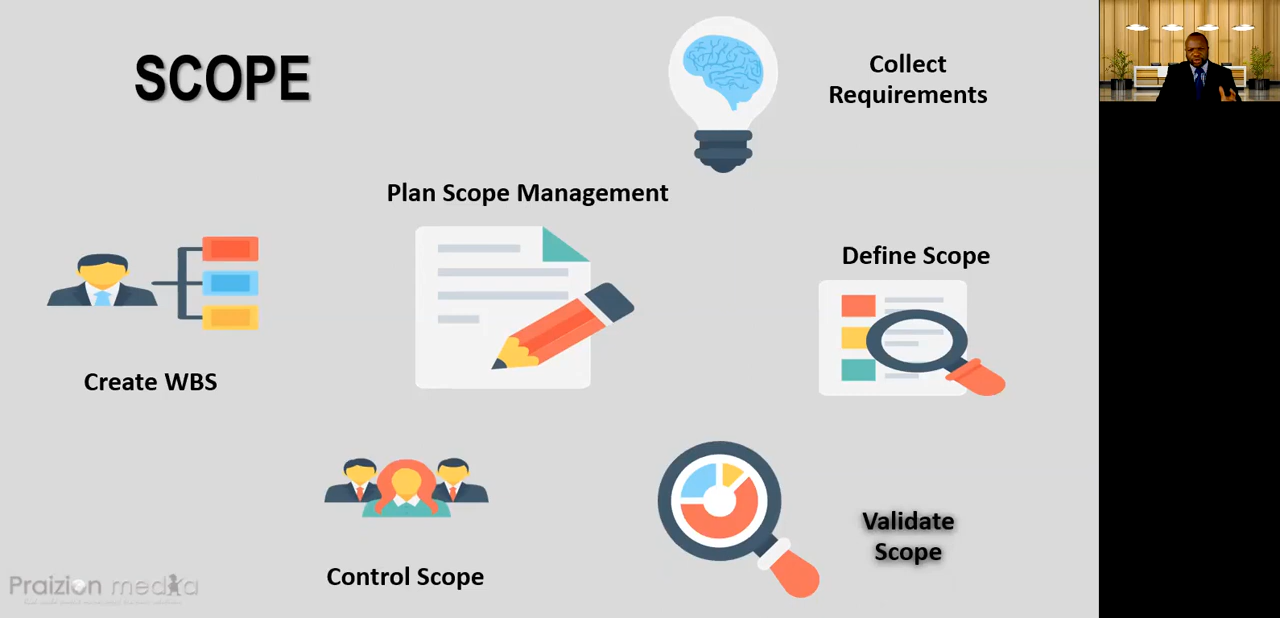 SCOPE
Collect
Requirements
Plan Scope Management
Define Scope
Create WBS
Validate
Scope
Control Scope
Praizion media